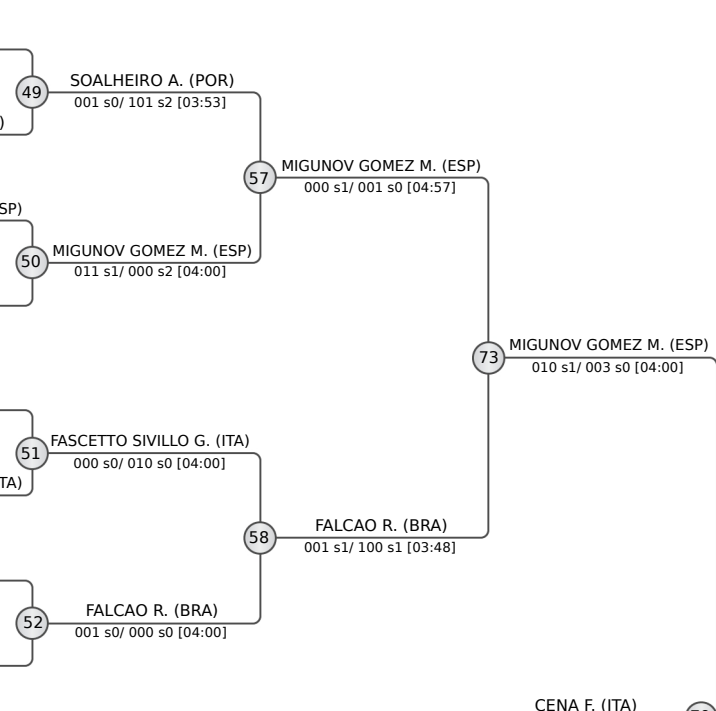 SOALHEIRO A. (POR)
49
001 s0/ 101 s2 [03:53]
)
MIGUNOV GOMEZ M. (ESP)
57
000 s1/ 001 s0 [04:57]
SP)
MIGUNOV GOMEZ M. (ESP)
50
011 s1/ 000 s2 [04:00]
MIGUNOV GOMEZ M. (ESP)
73
010 s1/ 003 s0 [04:00]
FASCETTO SIVILLO G. (ITA)
51
000 s0/ 010 s0 [04:00]
TA)
FALCAO R. (BRA)
58
001 s1/ 100 s1 [03:48]
FALCAO R. (BRA)
52
001 s0/ 000 s0 [04:00]
CENA F. (ITA)